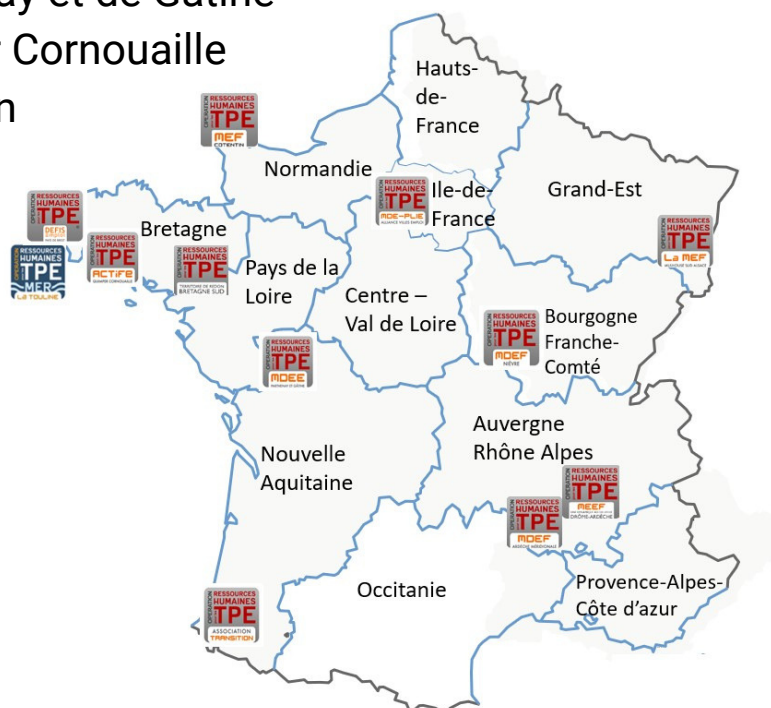 ay et de Gâtine
r Cornouaille
n
Hauts-
de-
France
RESSOURCES
HUMAINES
TPE
MEF
COTENTIN
Normandie
RESSOURCES
HUMAINES
TPE
MDE-PLIE
Ile-de-
France
Grand-Est
RESSOURCES
HUMAINES
TPE
DÉFIS
Bretagne
RESSOURCES
HUMAINES
TPE
MER
LA TOULINE
RESSOURCES
HUMAINES
TPE
ACTIFE
QUIMPER CORNOUAILLE
RESSOURCES
HUMAINES
TPE
BRETAGNE SUD
RESSOURCES
HUMAINES
TPE
La MEF
Pays de la
Loire
Centre –
Val de Loire
RESSOURCES
HUMAINES
TPE
MDEF
NIÈVRE
Bourgogne
Franche-
Comté
RESSOURCES
HUMAINES
TPE
MDEE
Auvergne
Rhône Alpes
Nouvelle
Aquitaine
RESSOURCES
HUMAINES
TPE
MEEF
DRÔME-ARDÈCHE
RESSOURCES
HUMAINES
TPE
MDEF
ARDÈCHE MÉRIDIONALE
Occitanie
Provence-Alpes-
Côte d'azur
RESSOURCES
HUMAINES
TPE
ASSOCIATION
TRANSITION